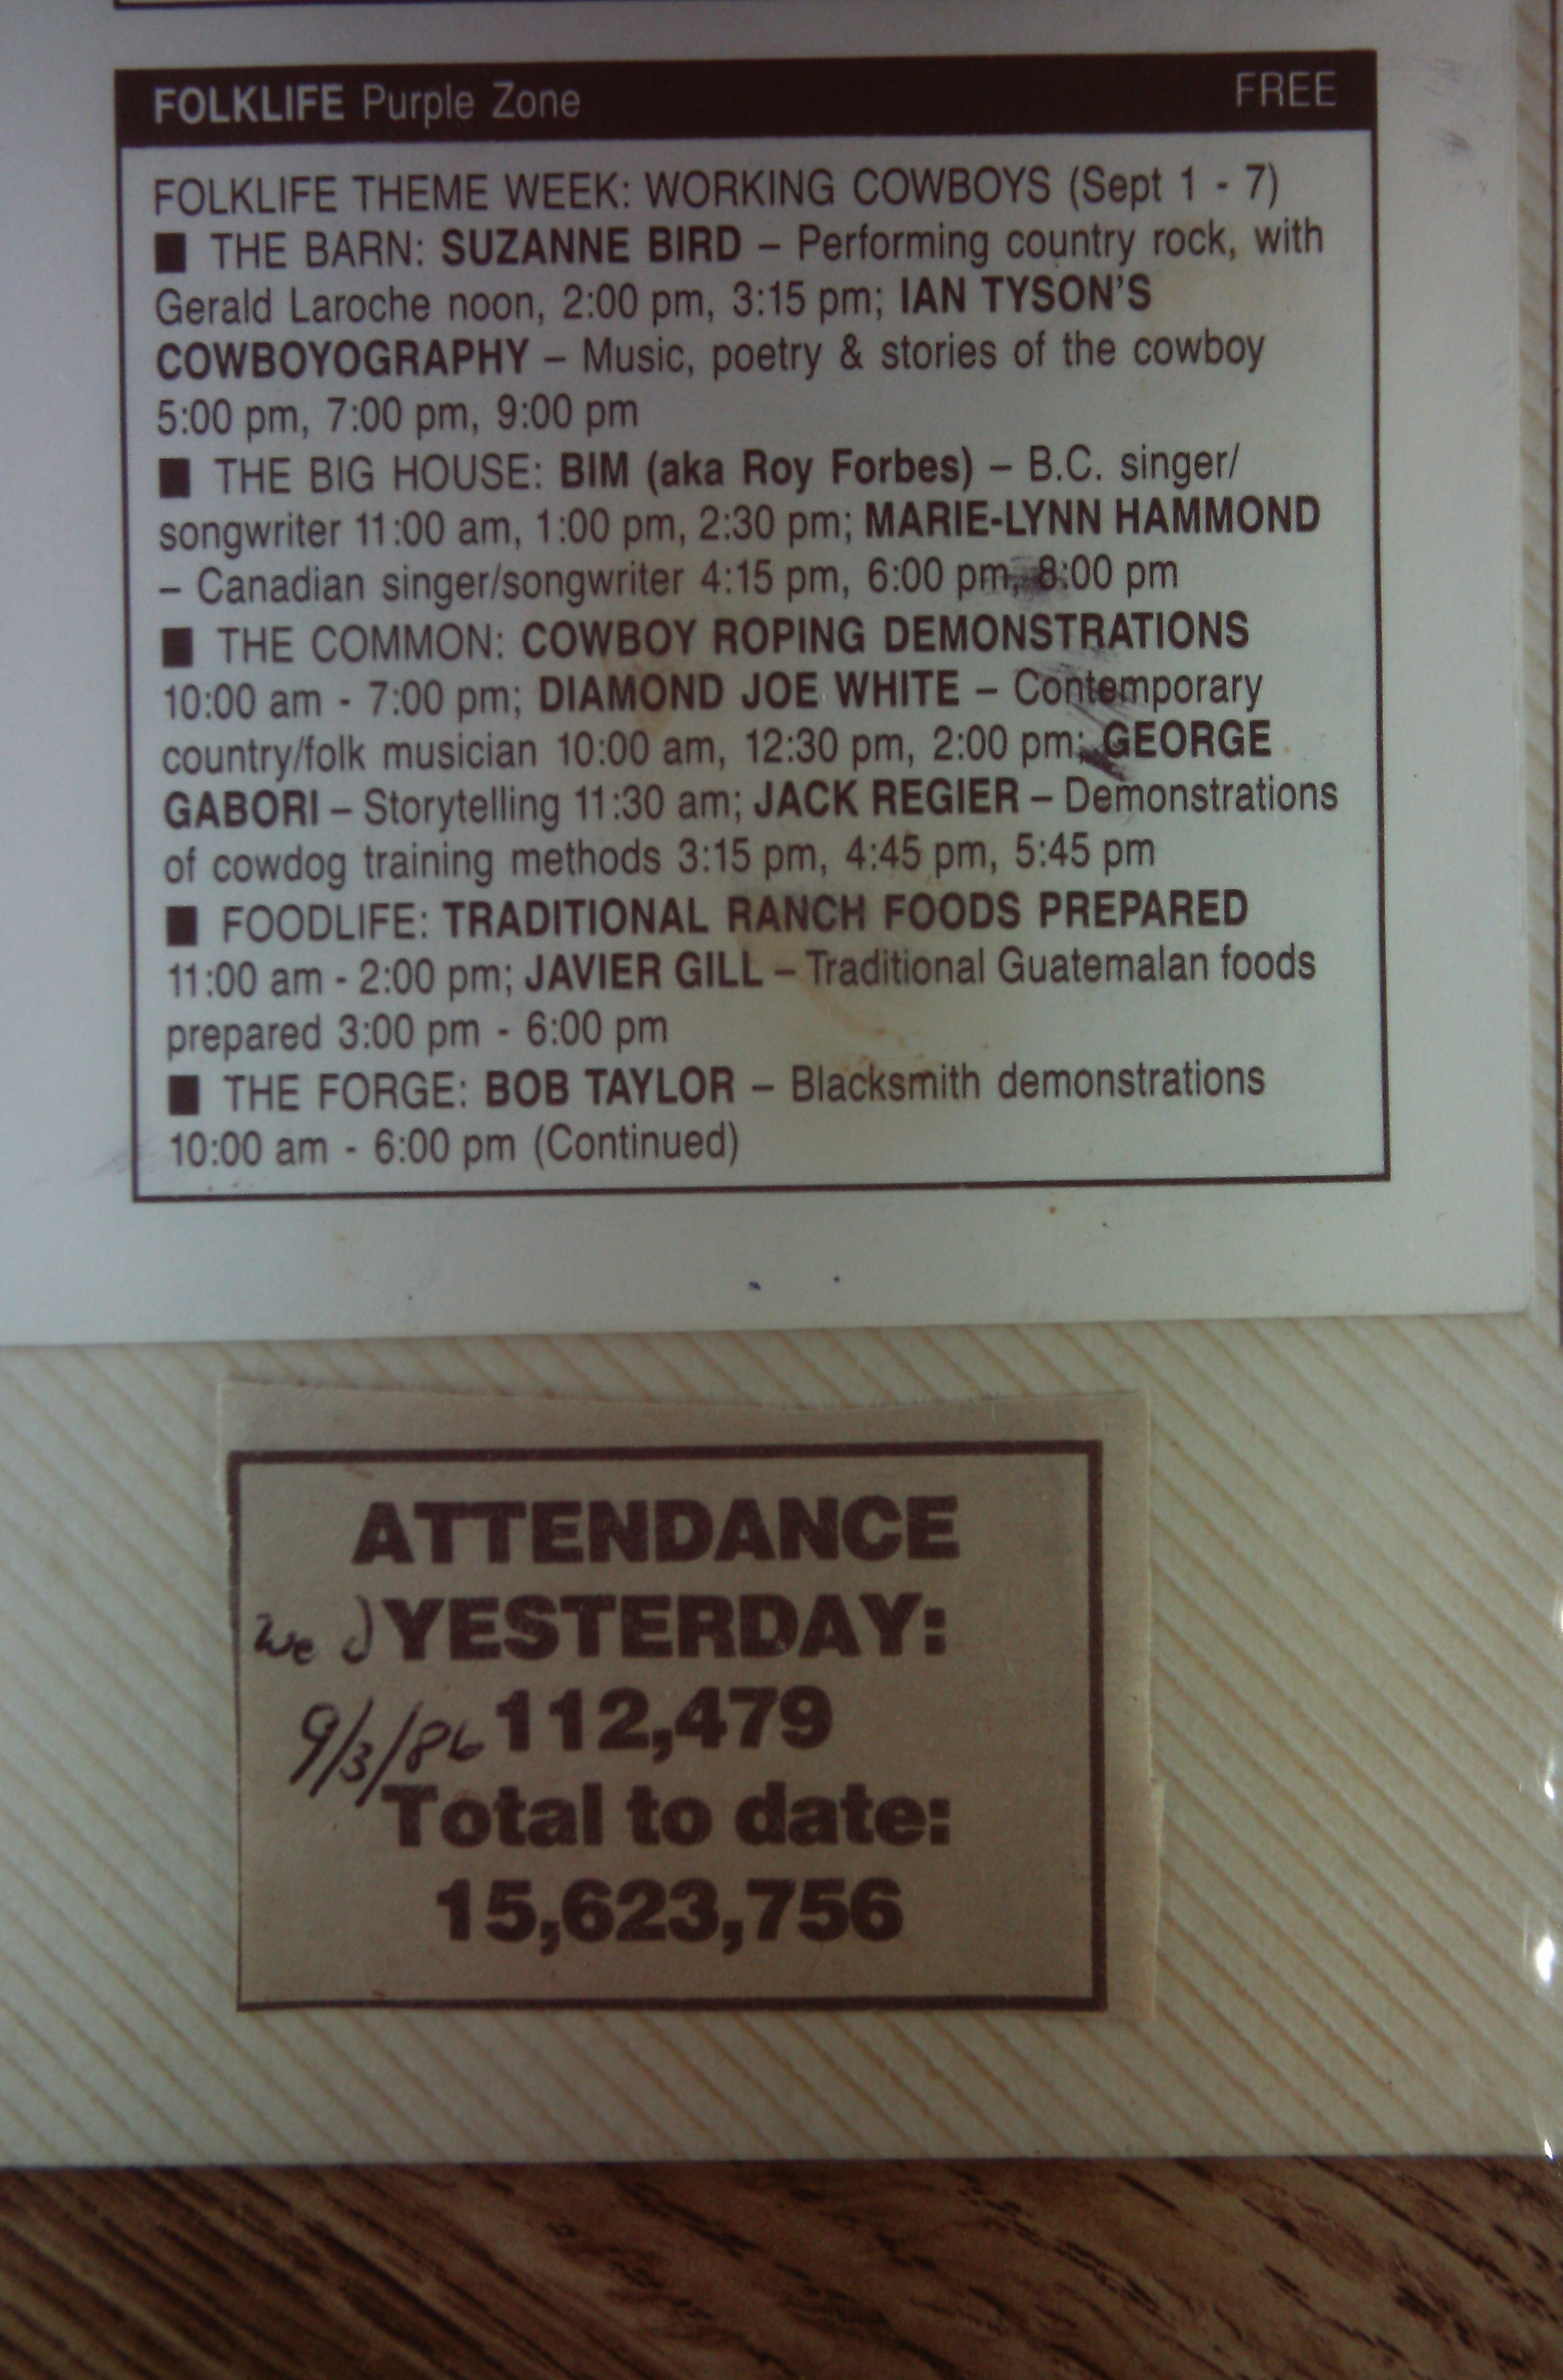 FOLKLIFE Purple Zone FREE
FOLKLIFE THEME WEEK: WORKING COWBOYS (Sept 1 - 7)
■ THE BARN: SUZANNE BIRD – Performing country rock, with
Gerald Laroche noon, 2:00 pm, 3:15 pm; IAN TYSON'S
COWBOYOGRAPHY – Music, poetry & stories of the cowboy
5:00 pm, 7:00 pm, 9:00 pm
■ THE BIG HOUSE: BIM (aka Roy Forbes) – B.C. singer/
songwriter 11:00 am, 1:00 pm, 2:30 pm; MARIE-LYNN HAMMOND
– Canadian singer/songwriter 4:15 pm, 6:00 pm, 8:00 pm
■ THE COMMON: COWBOY ROPING DEMONSTRATIONS
10:00 am - 7:00 pm; DIAMOND JOE WHITE – Contemporary
country/folk musician 10:00 am, 12:30 pm, 2:00 pm; GEORGE
GABORI – Storytelling 11:30 am; JACK REGIER – Demonstrations
of cowdog training methods 3:15 pm, 4:45 pm, 5:45 pm
■ FOODLIFE: TRADITIONAL RANCH FOODS PREPARED
11:00 am - 2:00 pm; JAVIER GILL – Traditional Guatemalan foods
prepared 3:00 pm - 6:00 pm
■ THE FORGE: BOB TAYLOR – Blacksmith demonstrations
10:00 am - 6:00 pm (Continued)
ATTENDANCE
Wed YESTERDAY:
9/3/86 112,479
Total to date:
15,623,756